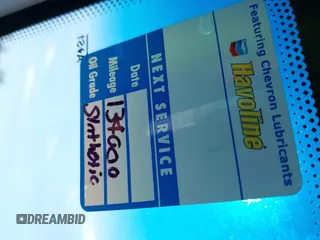 Featuring Chevron Lubricants
Havoline
NEXT SERVICE
Date
Mileage 134000
Oil Grade Synthetic
DREAMBID